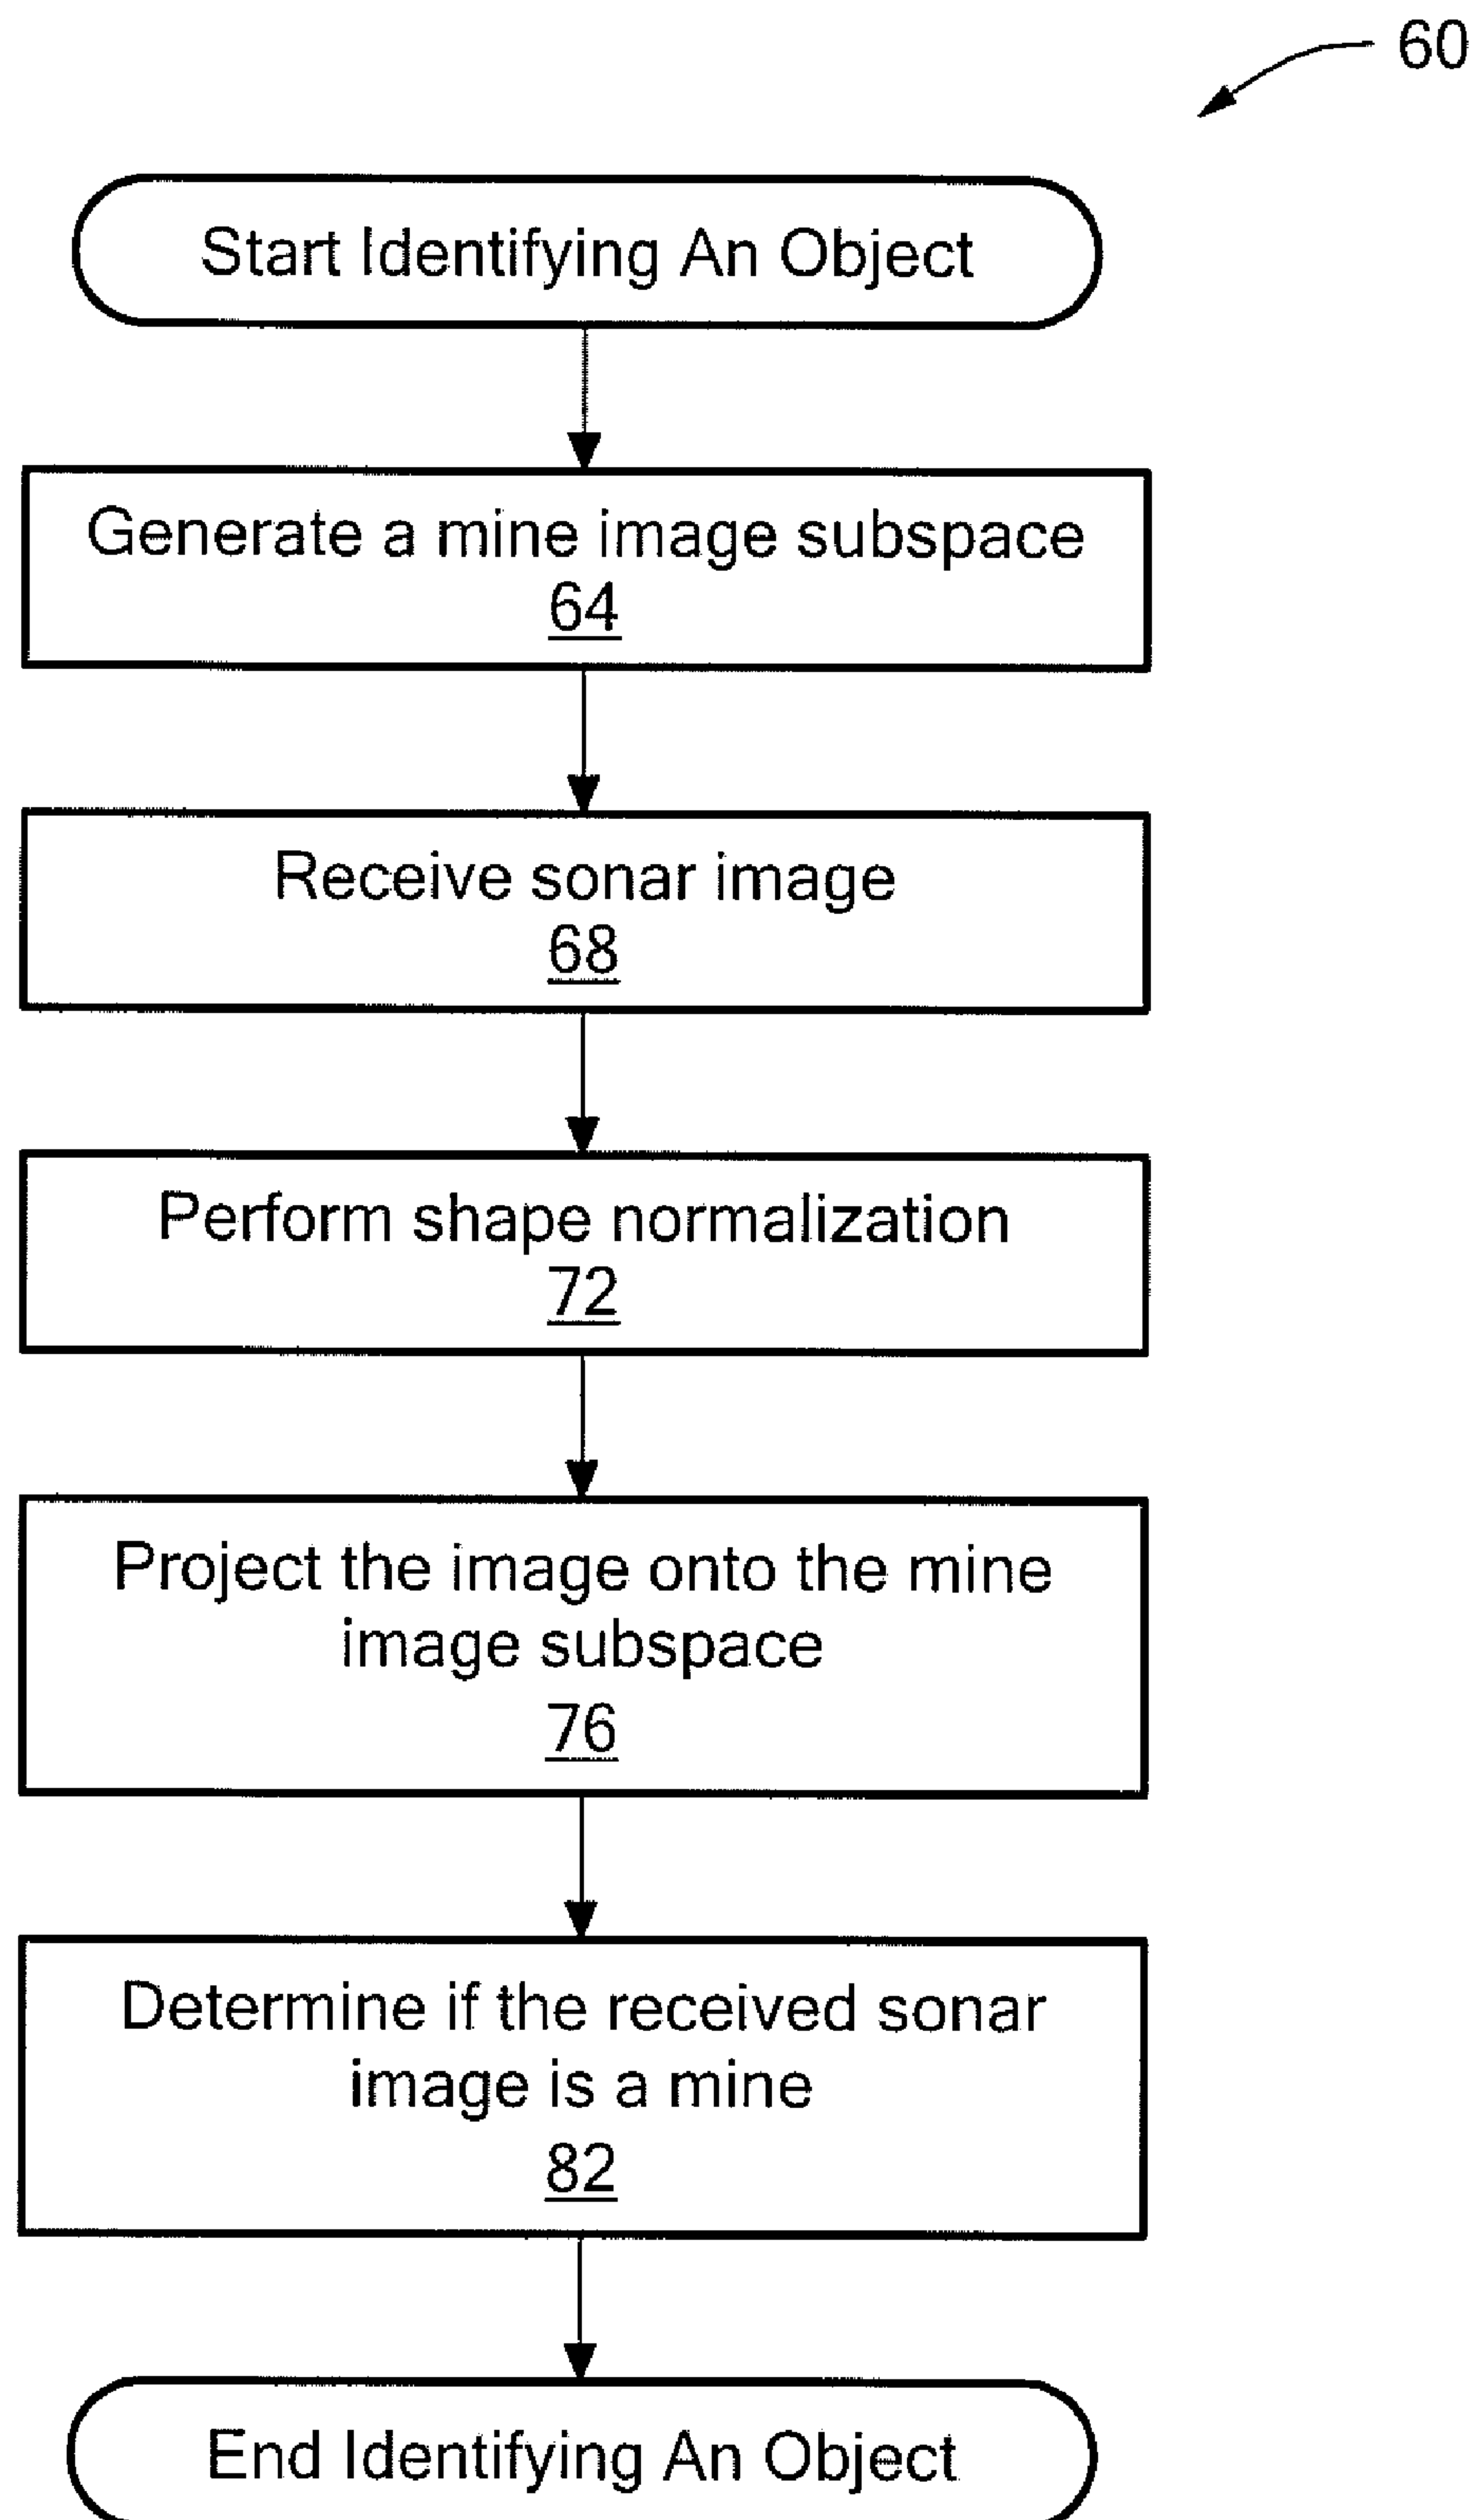 60
Start Identifying An Object
Generate a mine image subspace
64
Receive sonar image
68
Perform shape normalization
72
Project the image onto the mine
image subspace
76
Determine if the received sonar
image is a mine
82
End Identifying An Object